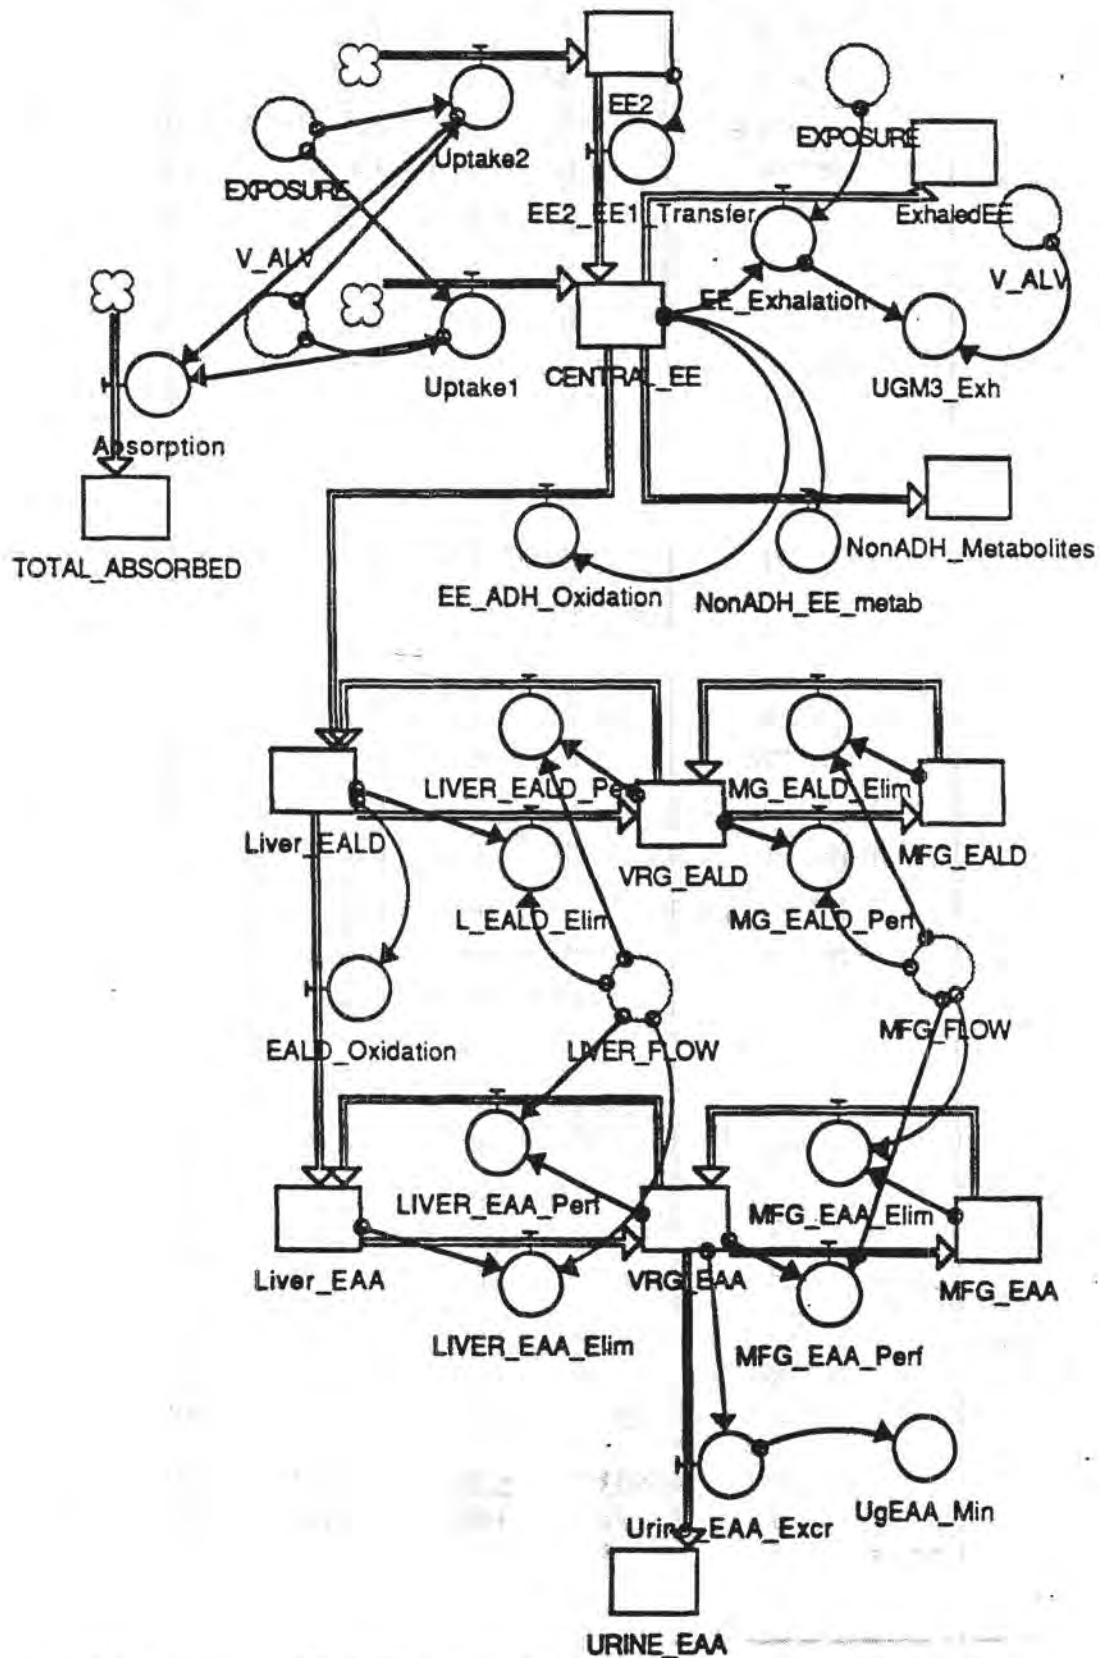 EE2
EXPOSURE
Uptake2
EXPOSURE
EE2_EE1_Transfer
ExhaledEE
V_ALV
V_ALV
EE_Exhalation
Uptake1
CENTRAL_EE
UGM3_Exh
Absorption
TOTAL_ABSORBED
EE_ADH_Oxidation
NonADH_EE_metab
NonADH_Metabolites
LIVER_EALD_Perf
MG_EALD_Elim
Liver_EALD
VRG_EALD
MFG_EALD
L_EALD_Elim
MG_EALD_Perf
EALD_Oxidation
LIVER_FLOW
MFG_FLOW
LIVER_EAA_Perf
MFG_EAA_Elim
Liver_EAA
VRG_EAA
MFG_EAA
LIVER_EAA_Elim
MFG_EAA_Perf
Urine_EAA_Excr
UgEAA_Min
URINE_EAA